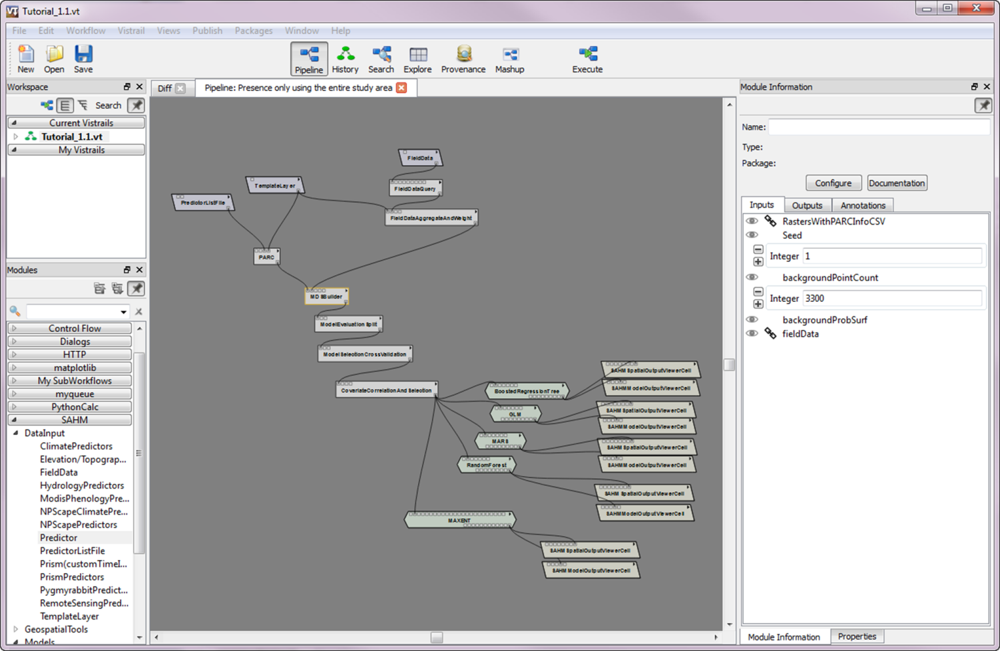 Tutorial_1.1.vt
File Edit Workflow Vistrail Views Publish Packages Window Help
New Open Save Pipeline History Search Explore Provenance Mashup Execute
Workspace
Search
Current Vistrails
Tutorial_1.1.vt
My Vistrails
Modules
Control Flow
Dialogs
HTTP
matplotlib
My SubWorkflows
myqueue
PythonCalc
SAHM
DataInput
ClimatePredictors
Elevation/Topograp...
FieldData
HydrologyPredictors
ModisPhenologyPre...
NPScapeClimatePre...
NPScapePredictors
Predictor
PredictorListFile
Prism(customTimeI...
PrismPredictors
PygmyrabbitPredict...
RemoteSensingPred...
TemplateLayer
GeospatialTools
Models
Diff
Pipeline: Presence only using the entire study area
FieldData
TemplateLayer
FieldDataQuery
PredictorListFile
FieldDataAggregateAndWeight
PARC
MDSBuilder
ModelEvaluationSplit
ModelSelectionCrossValidation
CovariateCorrelationAndSelection
BoostedRegressionTree
GLM
MARS
RandomForest
MAXENT
SAHMSpatialOutputViewerCell
SAHMModelOutputViewerCell
SAHMSpatialOutputViewerCell
SAHMModelOutputViewerCell
SAHMSpatialOutputViewerCell
SAHMModelOutputViewerCell
SAHMSpatialOutputViewerCell
SAHMModelOutputViewerCell
SAHMSpatialOutputViewerCell
SAHMModelOutputViewerCell
Module Information
Name:
Type:
Package:
Configure Documentation
Inputs Outputs Annotations
RastersWithPARCInfoCSV
Seed
Integer 1
backgroundPointCount
Integer 3300
backgroundProbSurf
fieldData
Module Information Properties